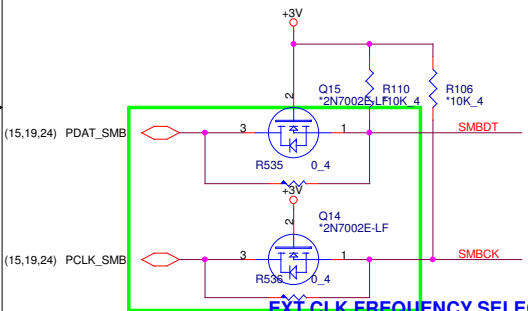 +3V
2
Q15
*2N7002E-LF
R110
*10K_4
R106
*10K_4
(15,19,24) PDAT_SMB
3
1
SMBDT
R535
0_4
+3V
2
Q14
*2N7002E-LF
(15,19,24) PCLK_SMB
3
1
SMBCK
R536
0_4
EXT CLK FREQUENCY SELE